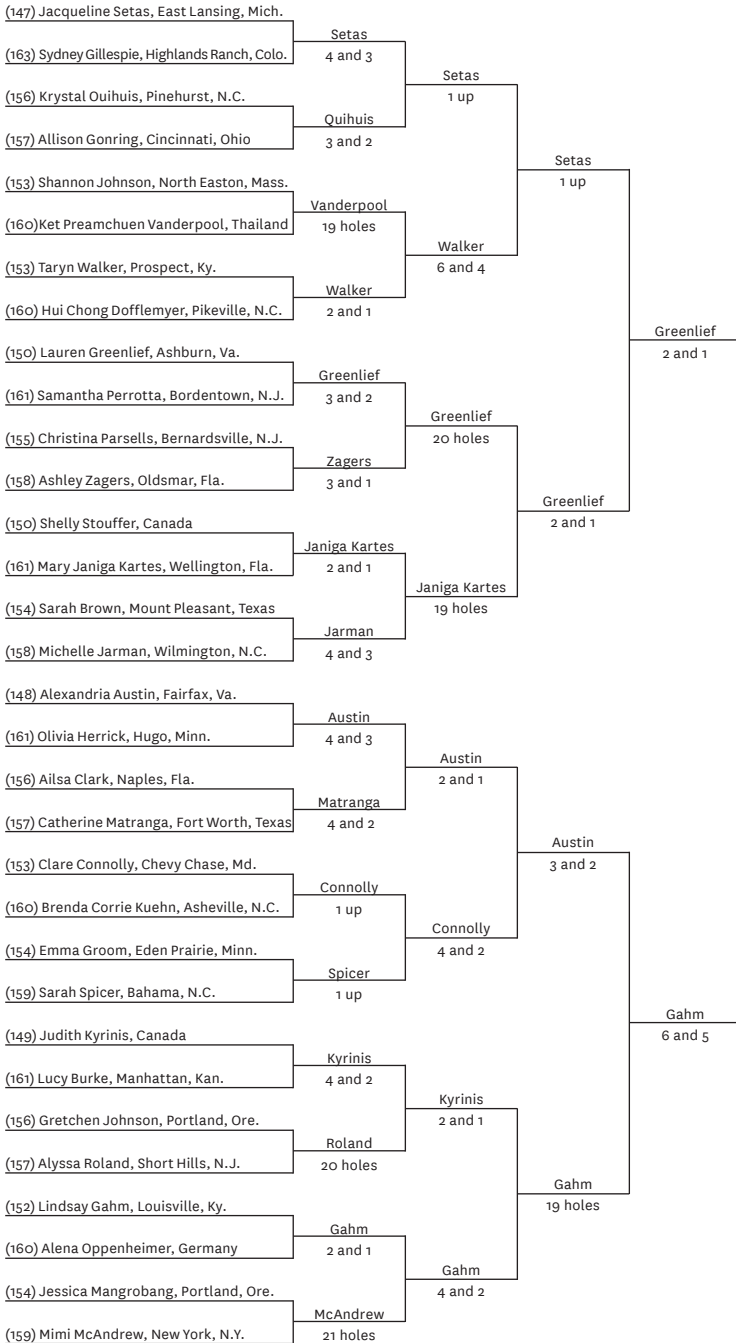 (147) Jacqueline Setas, East Lansing, Mich.
Setas
4 and 3
(163) Sydney Gillespie, Highlands Ranch, Colo.
Setas
1 up
(156) Krystal Ouihuis, Pinehurst, N.C.
Quihuis
3 and 2
(157) Allison Gonring, Cincinnati, Ohio
Setas
1 up
(153) Shannon Johnson, North Easton, Mass.
Vanderpool
19 holes
(160)Ket Preamchuen Vanderpool, Thailand
Walker
6 and 4
(153) Taryn Walker, Prospect, Ky.
Walker
2 and 1
(160) Hui Chong Dofflemyer, Pikeville, N.C.
Greenlief
2 and 1
(150) Lauren Greenlief, Ashburn, Va.
Greenlief
3 and 2
(161) Samantha Perrotta, Bordentown, N.J.
Greenlief
20 holes
(155) Christina Parsells, Bernardsville, N.J.
Zagers
3 and 1
(158) Ashley Zagers, Oldsmar, Fla.
Greenlief
2 and 1
(150) Shelly Stouffer, Canada
Janiga Kartes
2 and 1
(161) Mary Janiga Kartes, Wellington, Fla.
Janiga Kartes
19 holes
(154) Sarah Brown, Mount Pleasant, Texas
Jarman
4 and 3
(158) Michelle Jarman, Wilmington, N.C.
(148) Alexandria Austin, Fairfax, Va.
Austin
4 and 3
(161) Olivia Herrick, Hugo, Minn.
Austin
2 and 1
(156) Ailsa Clark, Naples, Fla.
Matranga
4 and 2
(157) Catherine Matranga, Fort Worth, Texas
Austin
3 and 2
(153) Clare Connolly, Chevy Chase, Md.
Connolly
1 up
(160) Brenda Corrie Kuehn, Asheville, N.C.
Connolly
4 and 2
(154) Emma Groom, Eden Prairie, Minn.
Spicer
1 up
(159) Sarah Spicer, Bahama, N.C.
Gahm
6 and 5
(149) Judith Kyrinis, Canada
Kyrinis
4 and 2
(161) Lucy Burke, Manhattan, Kan.
Kyrinis
2 and 1
(156) Gretchen Johnson, Portland, Ore.
Roland
20 holes
(157) Alyssa Roland, Short Hills, N.J.
Gahm
19 holes
(152) Lindsay Gahm, Louisville, Ky.
Gahm
2 and 1
(160) Alena Oppenheimer, Germany
Gahm
4 and 2
(154) Jessica Mangrobang, Portland, Ore.
McAndrew
21 holes
(159) Mimi McAndrew, New York, N.Y.